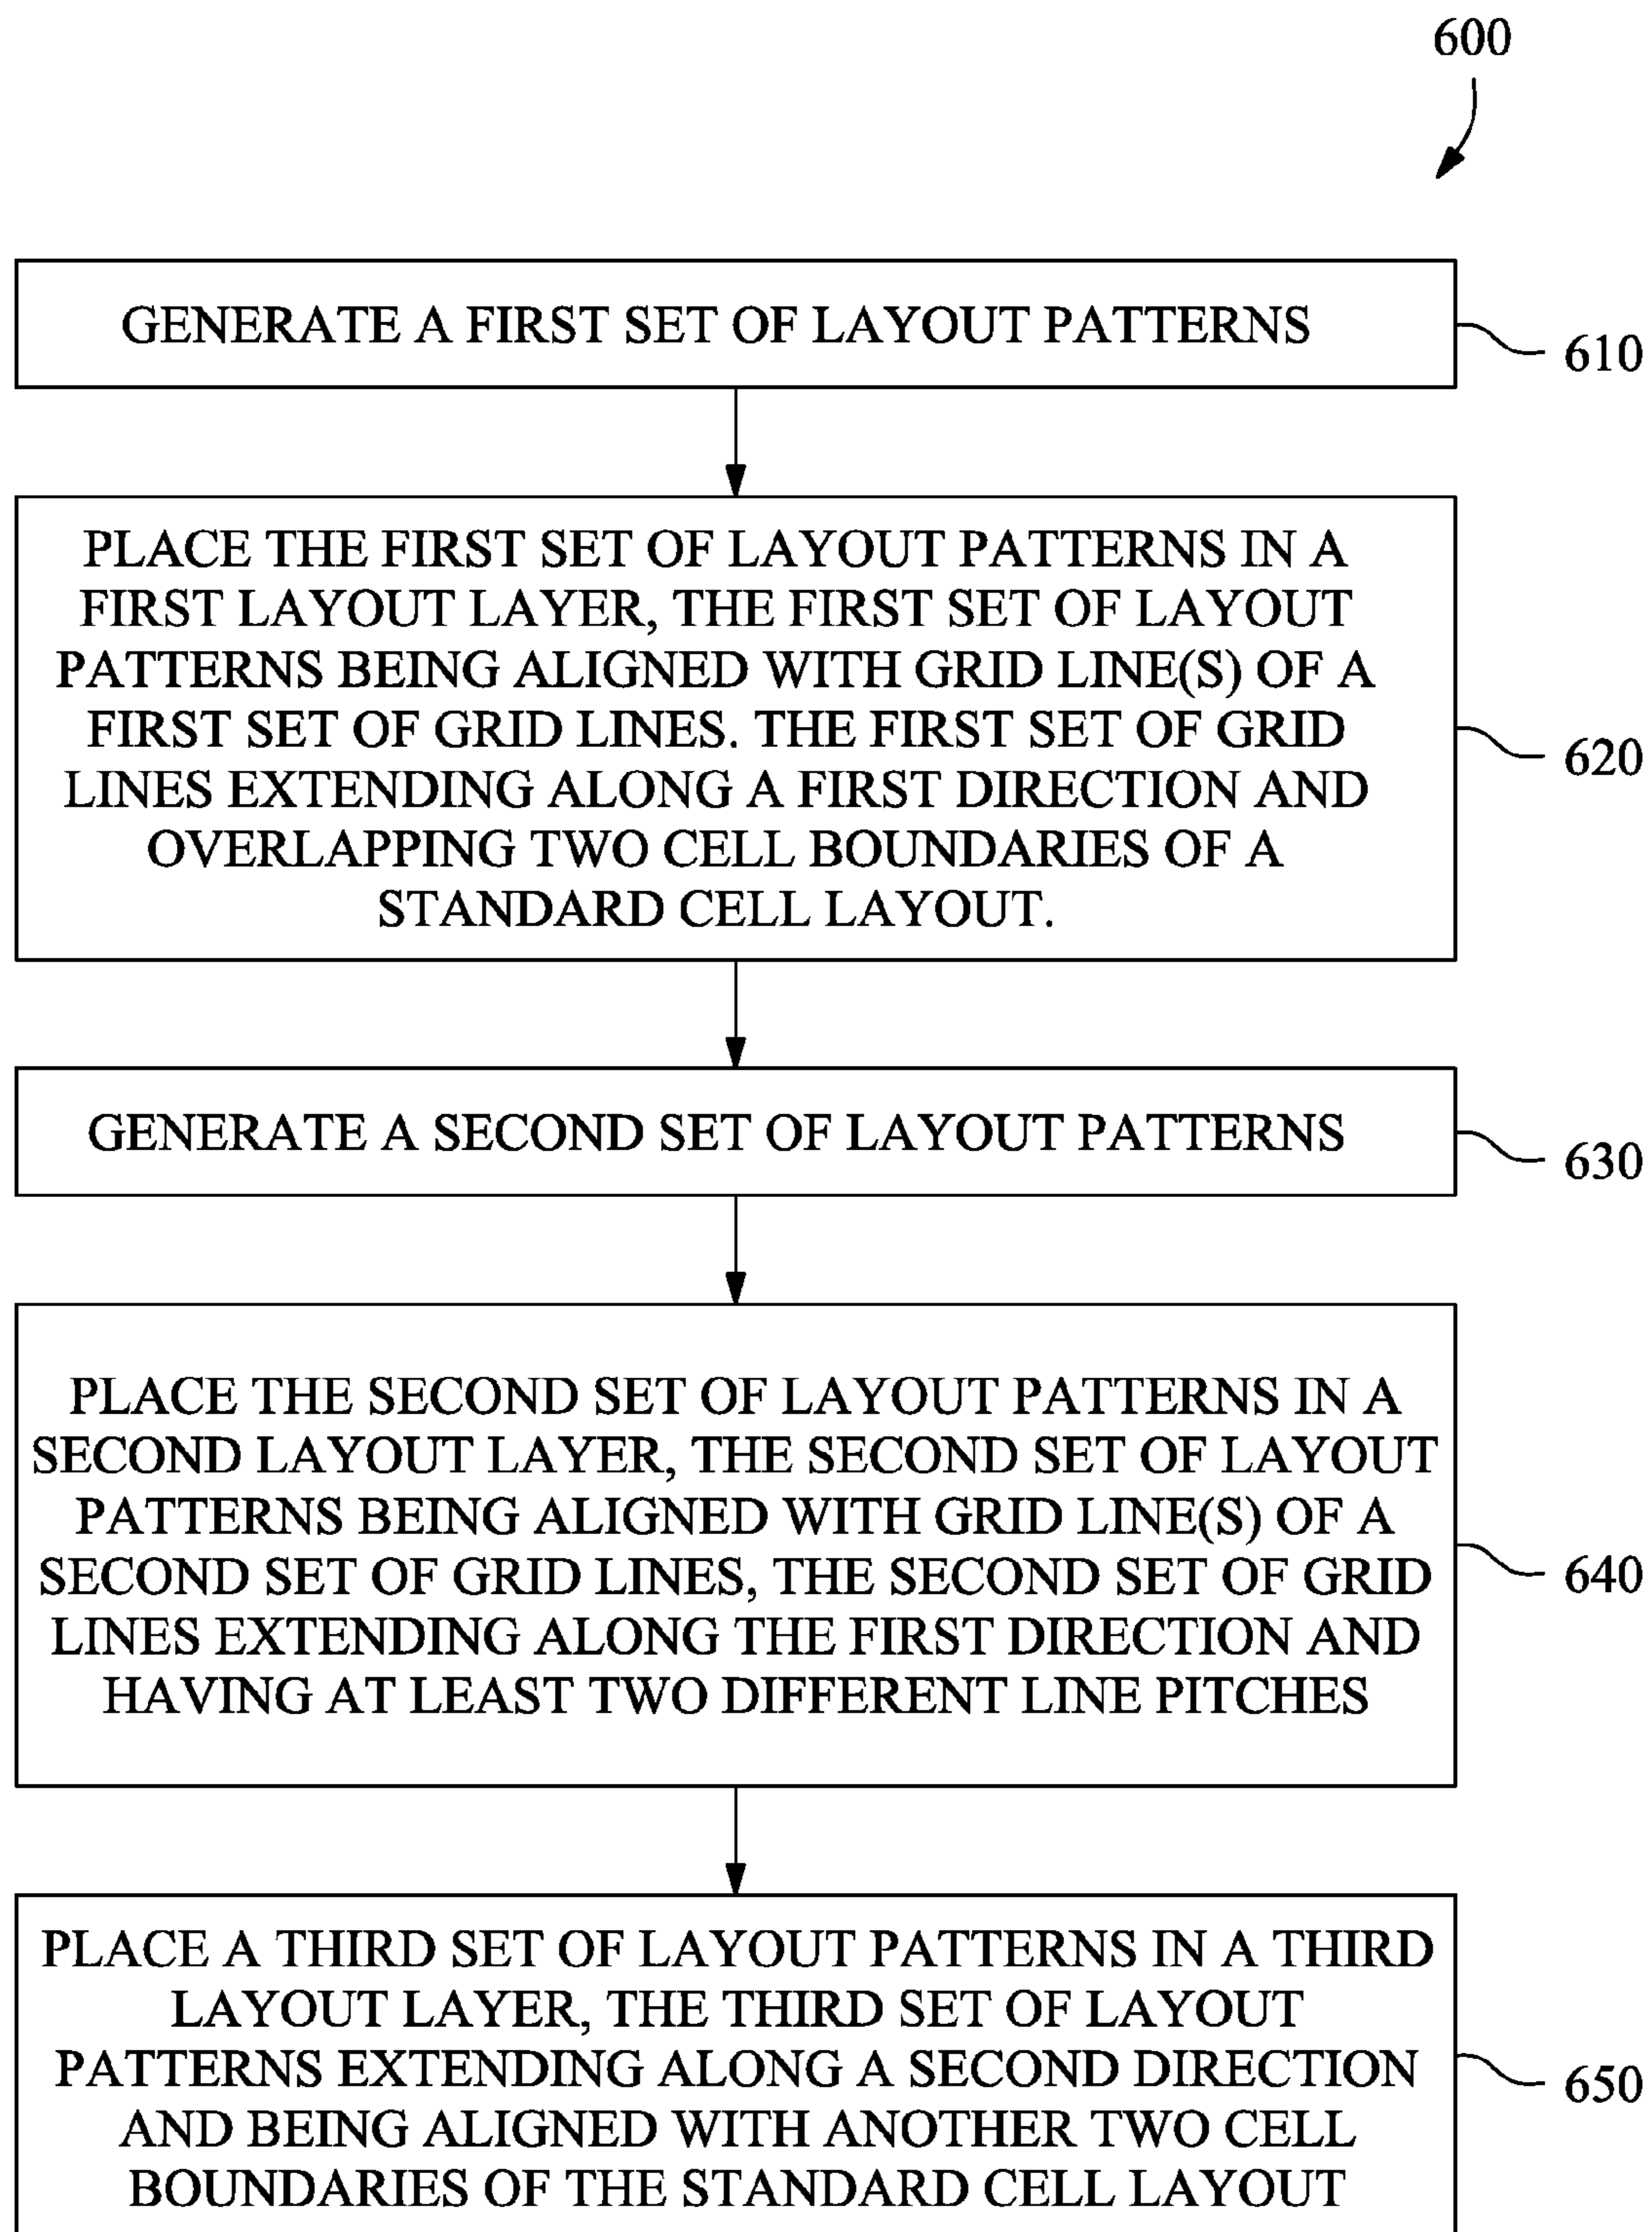 600
GENERATE A FIRST SET OF LAYOUT PATTERNS
610
PLACE THE FIRST SET OF LAYOUT PATTERNS IN A
FIRST LAYOUT LAYER, THE FIRST SET OF LAYOUT
PATTERNS BEING ALIGNED WITH GRID LINE(S) OF A
FIRST SET OF GRID LINES. THE FIRST SET OF GRID
LINES EXTENDING ALONG A FIRST DIRECTION AND
OVERLAPPING TWO CELL BOUNDARIES OF A
STANDARD CELL LAYOUT.
620
GENERATE A SECOND SET OF LAYOUT PATTERNS
630
PLACE THE SECOND SET OF LAYOUT PATTERNS IN A
SECOND LAYOUT LAYER, THE SECOND SET OF LAYOUT
PATTERNS BEING ALIGNED WITH GRID LINE(S) OF A
SECOND SET OF GRID LINES, THE SECOND SET OF GRID
LINES EXTENDING ALONG THE FIRST DIRECTION AND
HAVING AT LEAST TWO DIFFERENT LINE PITCHES
640
PLACE A THIRD SET OF LAYOUT PATTERNS IN A THIRD
LAYOUT LAYER, THE THIRD SET OF LAYOUT
PATTERNS EXTENDING ALONG A SECOND DIRECTION
AND BEING ALIGNED WITH ANOTHER TWO CELL
BOUNDARIES OF THE STANDARD CELL LAYOUT
650